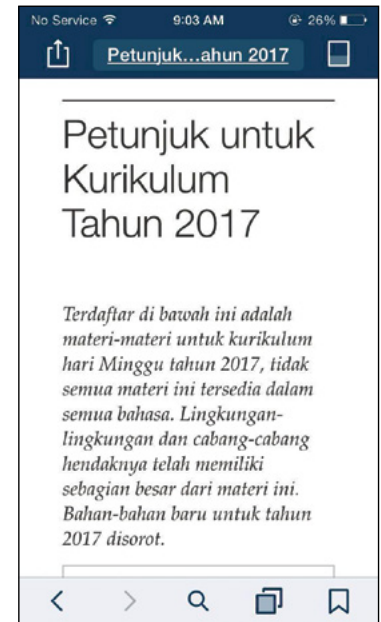 No Service 9:03 AM 26%
Petunjuk...ahun 2017
Petunjuk untuk
Kurikulum
Tahun 2017
Terdaftar di bawah ini adalah
materi-materi untuk kurikulum
hari Minggu tahun 2017, tidak
semua materi ini tersedia dalam
semua bahasa. Lingkungan-
lingkungan dan cabang-cabang
hendaknya telah memiliki
sebagian besar dari materi ini.
Bahan-bahan baru untuk tahun
2017 disorot.